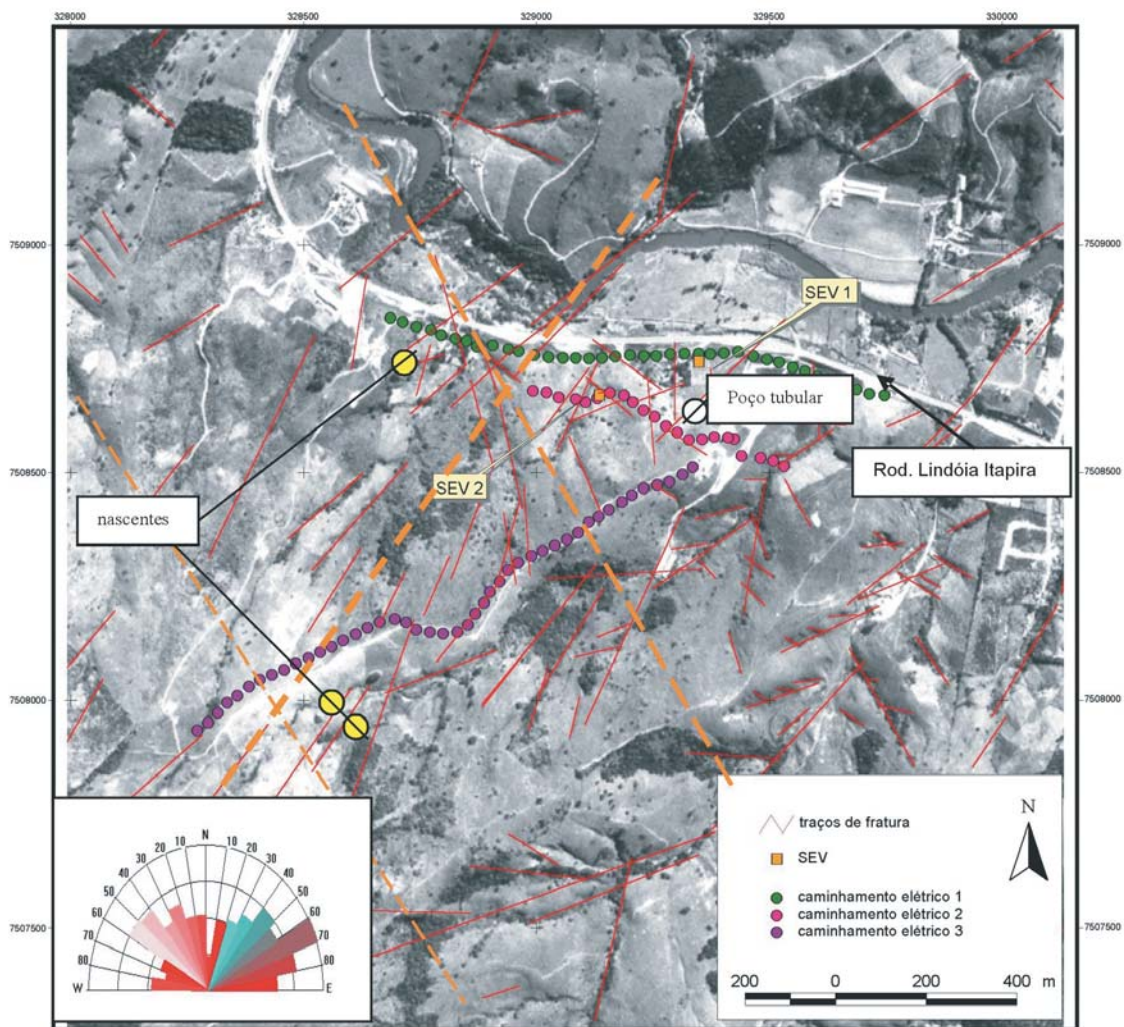 328000 328500 329000 329500 330000
7509000 7509000
SEV 1
Poço tubular
Rod. Lindóia Itapira
7508500 7508500
SEV 2
nascentes
7508000 7508000
7507500 7507500
N
10 10
20 20
30 30
40 40
50 50
60 60
70 70
80 80
W E
N
traços de fratura
SEV
caminhamento elétrico 1
caminhamento elétrico 2
caminhamento elétrico 3
200 0 200 400 m